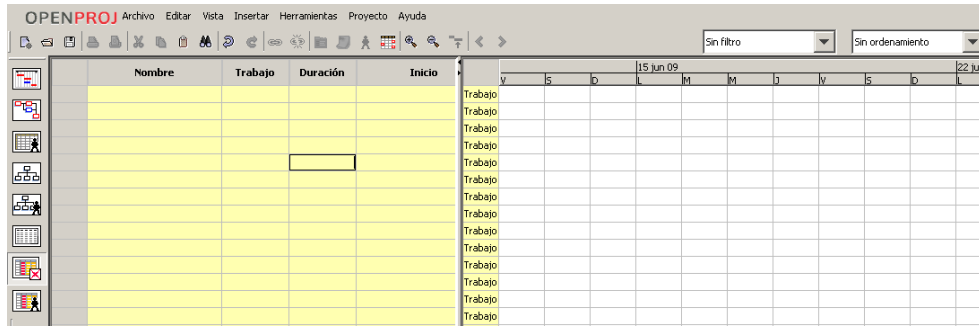 OPENPROJ Archivo Editar Vista Insertar Herramientas Proyecto Ayuda
Sin filtro Sin ordenamiento
Nombre Trabajo Duración Inicio
15 jun 09 22 ju
V S D L M M J V S D L
Trabajo
Trabajo
Trabajo
Trabajo
Trabajo
Trabajo
Trabajo
Trabajo
Trabajo
Trabajo
Trabajo
Trabajo
Trabajo
Trabajo